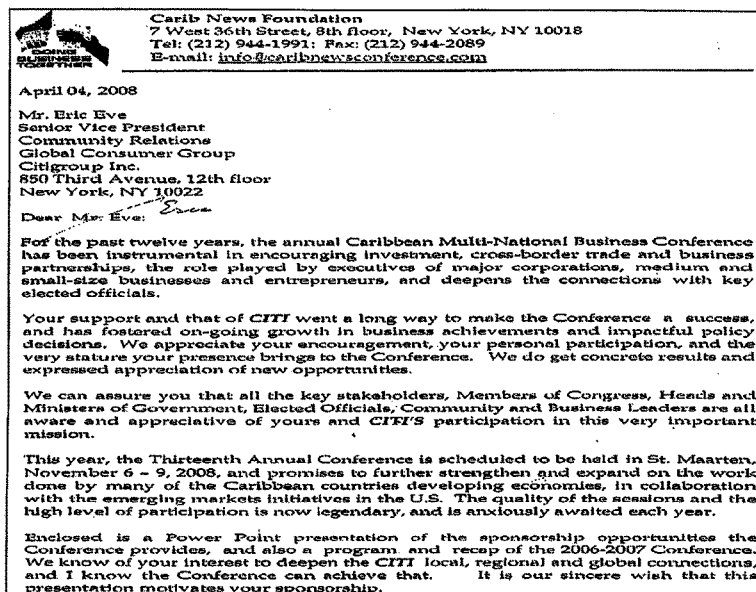 Carib News Foundation
7 West 36th Street, 8th floor, New York, NY 10018
Tel: (212) 944-1991; Fax: (212) 944-2089
E-mail: info@caribnewsconference.com
DOING
BUSINESS
TOGETHER
April 04, 2008
Mr. Eric Eve
Senior Vice President
Community Relations
Global Consumer Group
Citigroup Inc.
850 Third Avenue, 12th floor
New York, NY 10022
Dear Mr. Eve: Eric
For the past twelve years, the annual Caribbean Multi-National Business Conference
has been instrumental in encouraging investment, cross-border trade and business
partnerships, the role played by executives of major corporations, medium and
small-size businesses and entrepreneurs, and deepens the connections with key
elected officials.
Your support and that of CITI went a long way to make the Conference a success,
and has fostered on-going growth in business achievements and impactful policy
decisions. We appreciate your encouragement, your personal participation, and the
very stature your presence brings to the Conference. We do get concrete results and
expressed appreciation of new opportunities.
We can assure you that all the key stakeholders, Members of Congress, Heads and
Ministers of Government, Elected Officials, Community and Business Leaders are all
aware and appreciative of yours and CITI'S participation in this very important
mission.
This year, the Thirteenth Annual Conference is scheduled to be held in St. Maarten,
November 6 – 9, 2008, and promises to further strengthen and expand on the work
done by many of the Caribbean countries developing economies, in collaboration
with the emerging markets initiatives in the U.S. The quality of the sessions and the
high level of participation is now legendary, and is anxiously awaited each year.
Enclosed is a Power Point presentation of the sponsorship opportunities the
Conference provides, and also a program and recap of the 2006-2007 Conference.
We know of your interest to deepen the CITI local, regional and global connections,
and I know the Conference can achieve that. It is our sincere wish that this
presentation motivates your sponsorship.